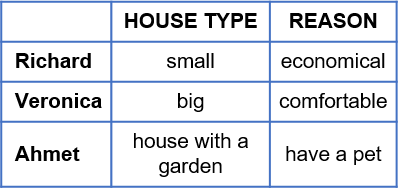 HOUSE TYPE REASON
Richard small economical
Veronica big comfortable
Ahmet house with a garden have a pet